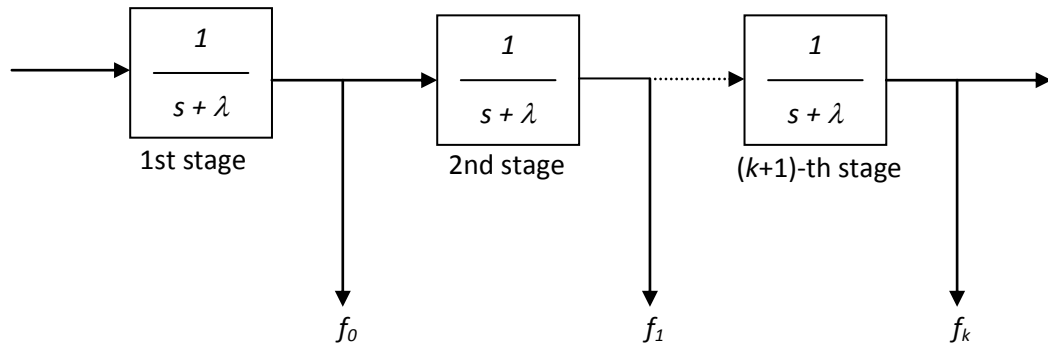 1
s + λ
1st stage
1
s + λ
2nd stage
1
s + λ
(k+1)-th stage
f0
f1
fk